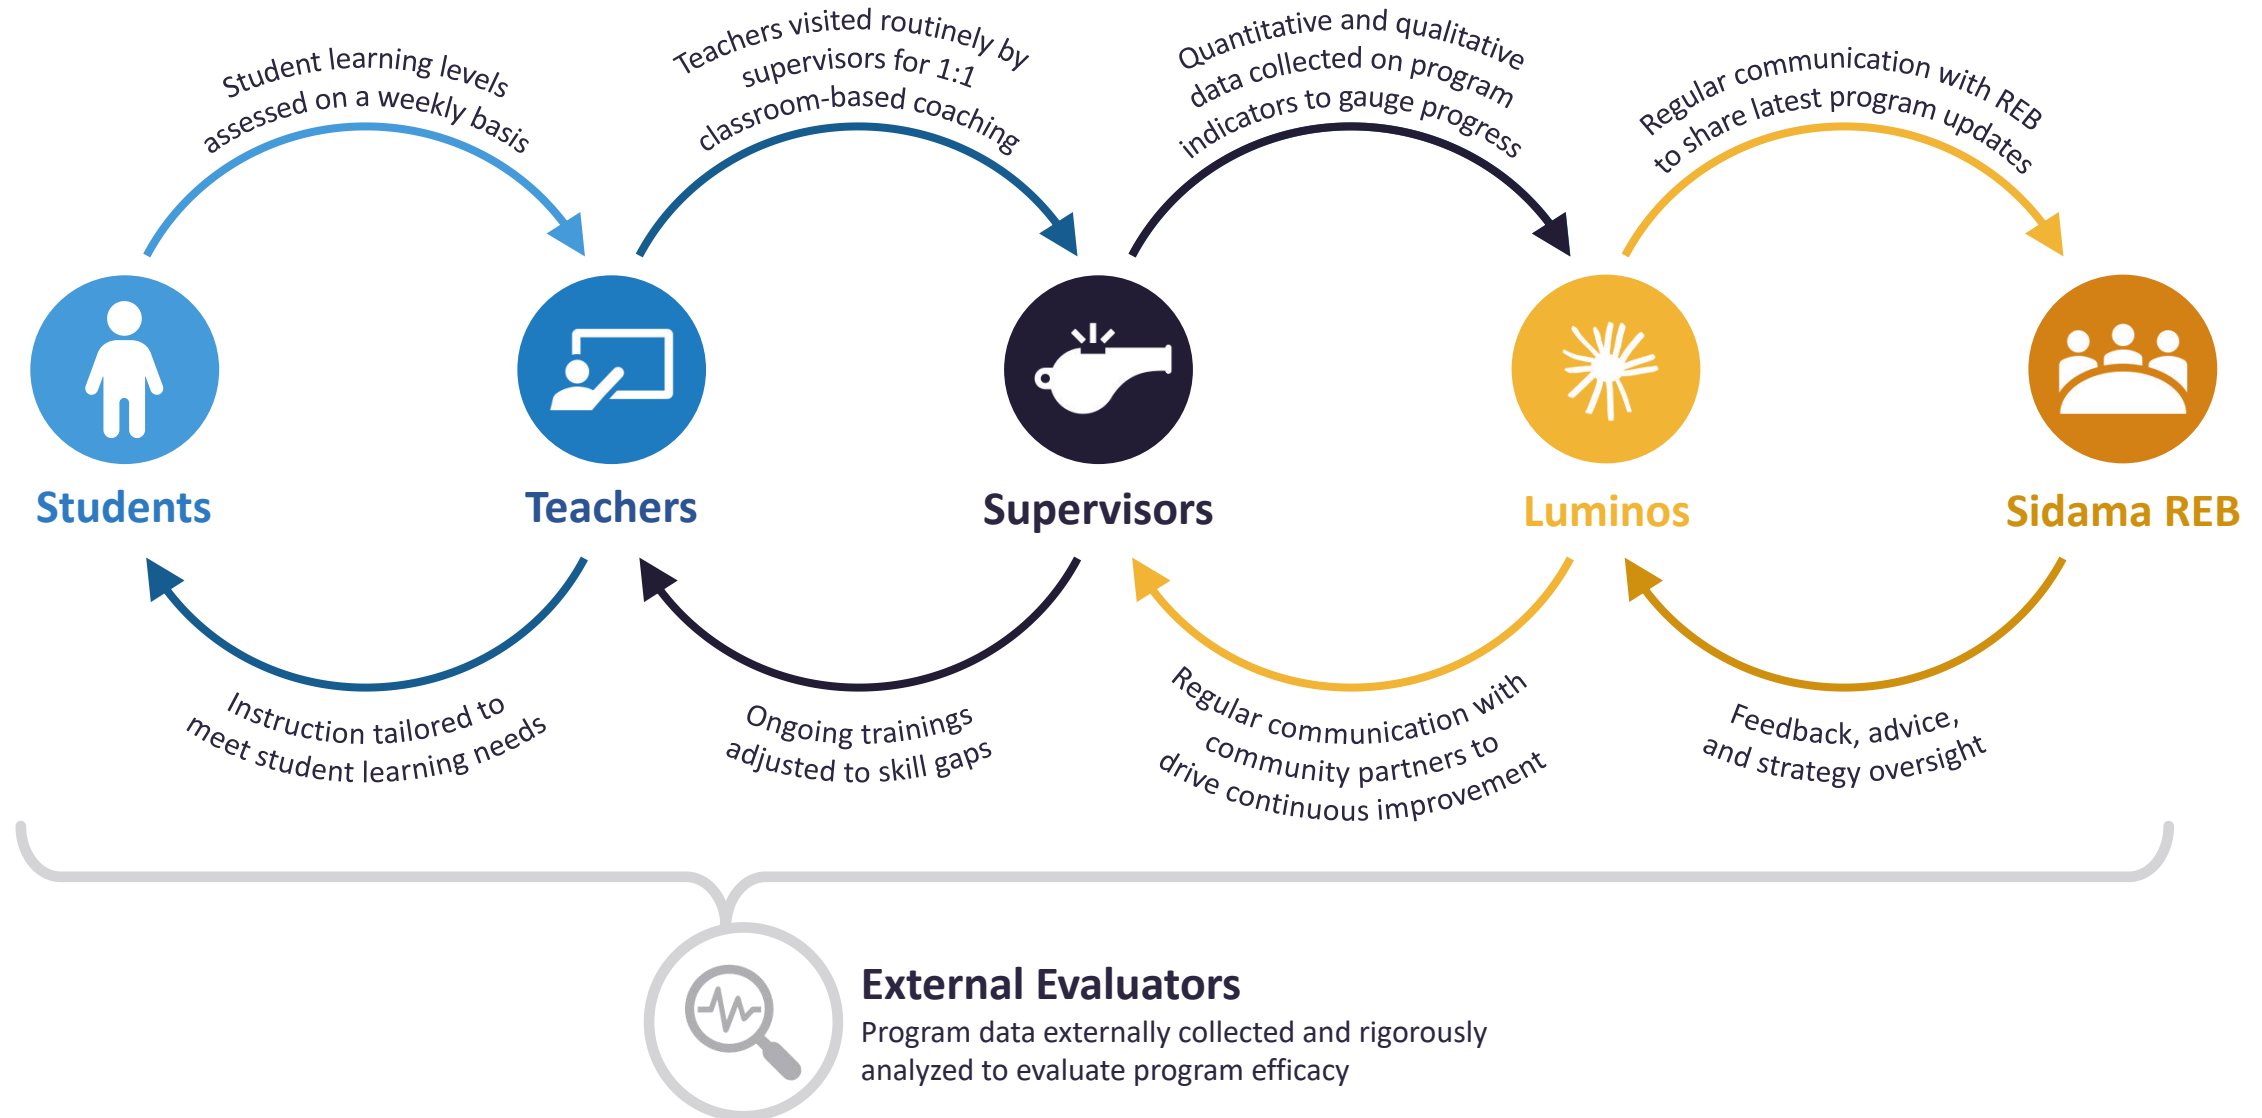 Student learning levels
assessed on a weekly basis
Teachers visited routinely by
supervisors for 1:1
classroom-based coaching
Quantitative and qualitative
data collected on program
indicators to gauge progress
Regular communication with REB
to share latest program updates
Students
Teachers
Supervisors
Luminos
Sidama REB
Instruction tailored to
meet student learning needs
Ongoing trainings
adjusted to skill gaps
Regular communication with
community partners to
drive continuous improvement
Feedback, advice,
and strategy oversight
External Evaluators
Program data externally collected and rigorously
analyzed to evaluate program efficacy